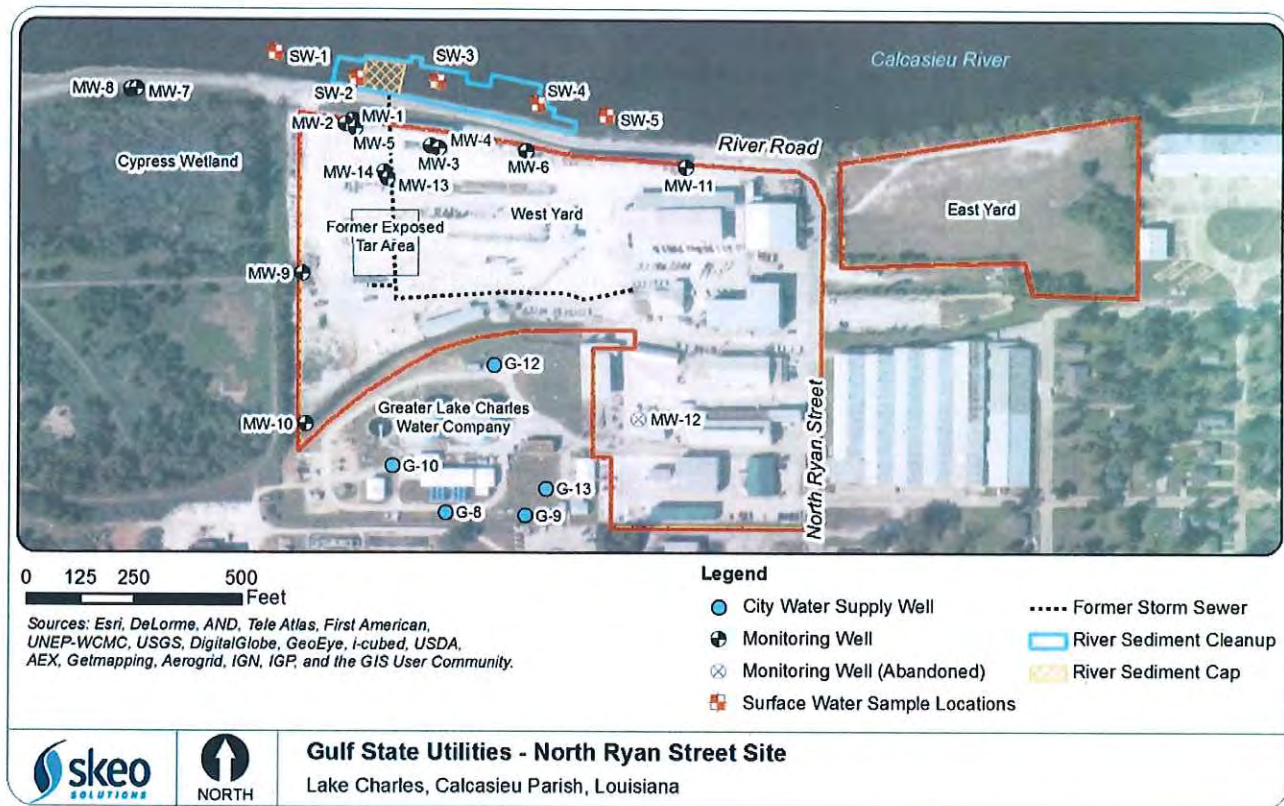 SW-1
SW-3
Calcasieu River
MW-8
MW-7
SW-2
SW-4
SW-5
MW-2
MW-1
Cypress Wetland
MW-5
MW-4
MW-3
MW-6
River Road
MW-14
MW-13
MW-11
West Yard
East Yard
Former Exposed
Tar Area
MW-9
G-12
MW-10
Greater Lake Charles
Water Company
MW-12
North Ryan Street
G-10
G-13
G-8
G-9
0 125 250 500
Feet
Sources: Esri, DeLorme, AND, Tele Atlas, First American,
UNEP-WCMC, USGS, DigitalGlobe, GeoEye, i-cubed, USDA,
AEX, Getmapping, Aerogrid, IGN, IGP, and the GIS User Community.
Legend
City Water Supply Well
Monitoring Well
Monitoring Well (Abandoned)
Surface Water Sample Locations
Former Storm Sewer
River Sediment Cleanup
River Sediment Cap
skeo
SOLUTIONS
NORTH
Gulf State Utilities - North Ryan Street Site
Lake Charles, Calcasieu Parish, Louisiana